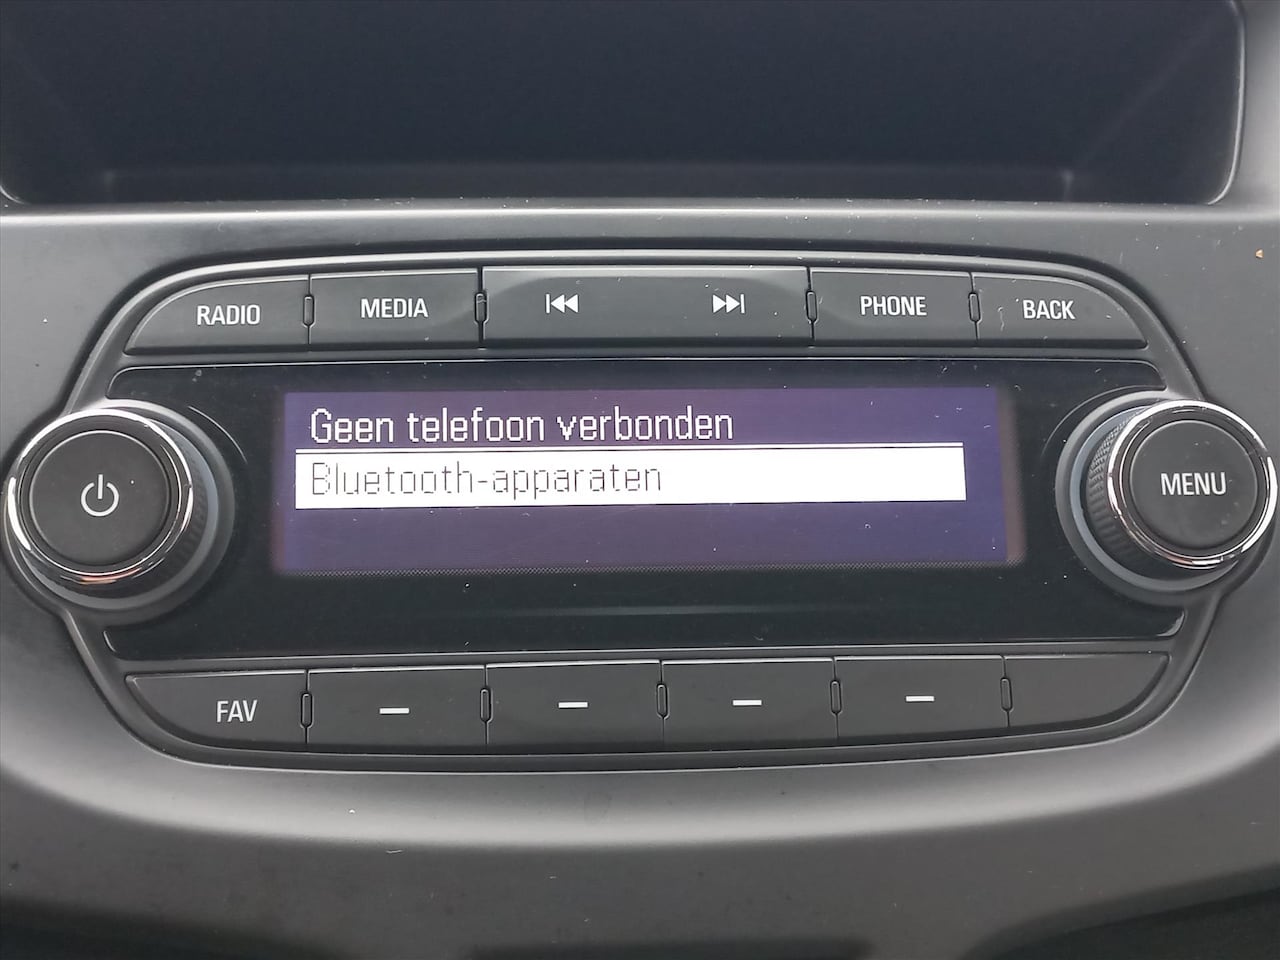 RADIO
MEDIA
PHONE
BACK
Geen telefoon verbonden
Bluetooth-apparaten
MENU
FAV